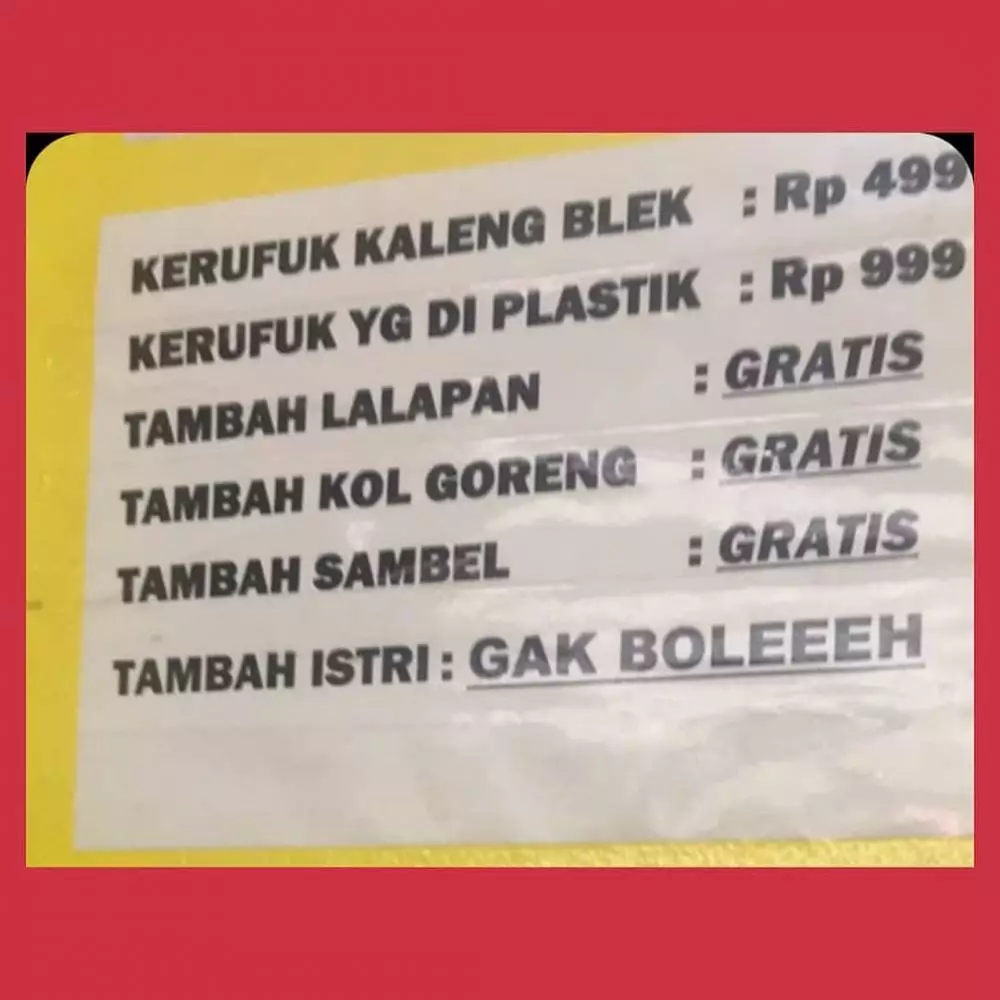 KERUFUK KALENG BLEK : Rp 499
KERUFUK YG DI PLASTIK : Rp 999
TAMBAH LALAPAN : GRATIS
TAMBAH KOL GORENG : GRATIS
TAMBAH SAMBEL : GRATIS
TAMBAH ISTRI : GAK BOLEEEH